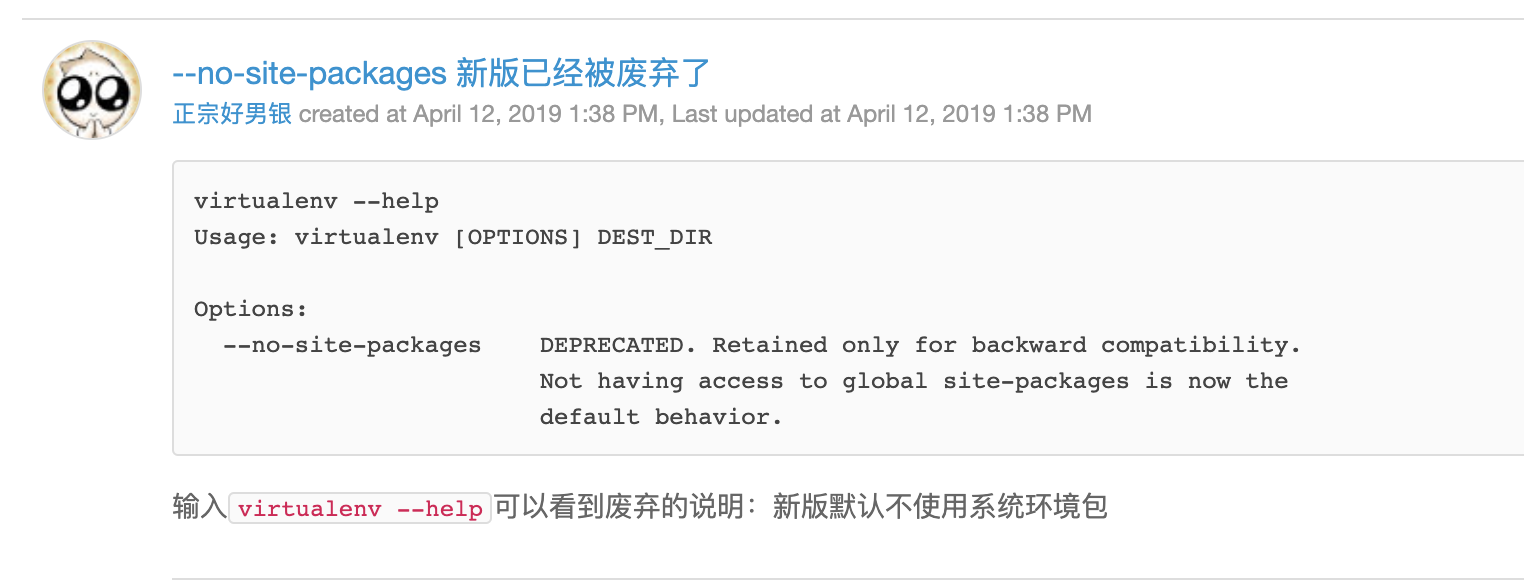 --no-site-packages 新版已经被废弃了
正宗好男银 created at April 12, 2019 1:38 PM, Last updated at April 12, 2019 1:38 PM
virtualenv --help
Usage: virtualenv [OPTIONS] DEST_DIR
Options:
--no-site-packages DEPRECATED. Retained only for backward compatibility.
Not having access to global site-packages is now the
default behavior.
输入virtualenv --help可以看到废弃的说明：新版默认不使用系统环境包